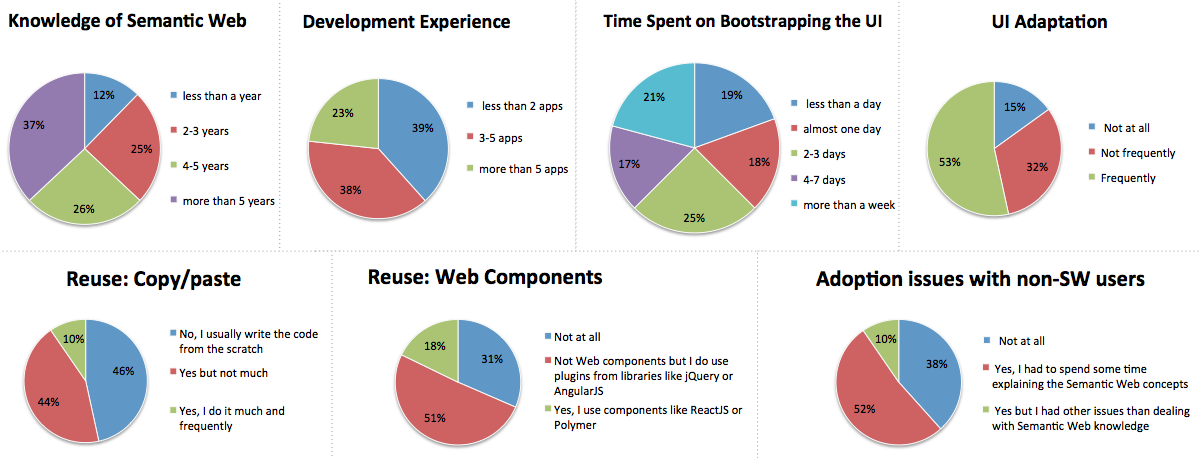 Knowledge of Semantic Web
12%
25%
26%
37%
less than a year
2-3 years
4-5 years
more than 5 years
Development Experience
39%
38%
23%
less than 2 apps
3-5 apps
more than 5 apps
Time Spent on Bootstrapping the UI
19%
18%
25%
17%
21%
less than a day
almost one day
2-3 days
4-7 days
more than a week
UI Adaptation
15%
32%
53%
Not at all
Not frequently
Frequently
Reuse: Copy/paste
46%
44%
10%
No, I usually write the code
from the scratch
Yes but not much
Yes, I do it much and
frequently
Reuse: Web Components
31%
51%
18%
Not at all
Not Web components but I do use
plugins from libraries like jQuery or
AngularJS
Yes, I use components like ReactJS or
Polymer
Adoption issues with non-SW users
38%
52%
10%
Not at all
Yes, I had to spend some time
explaining the Semantic Web concepts
Yes but I had other issues than dealing
with Semantic Web knowledge